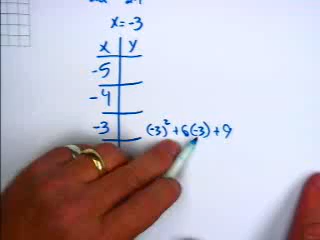 x = -3
x | y
-5
-4
-3 (-3)² + 6(-3) + 9